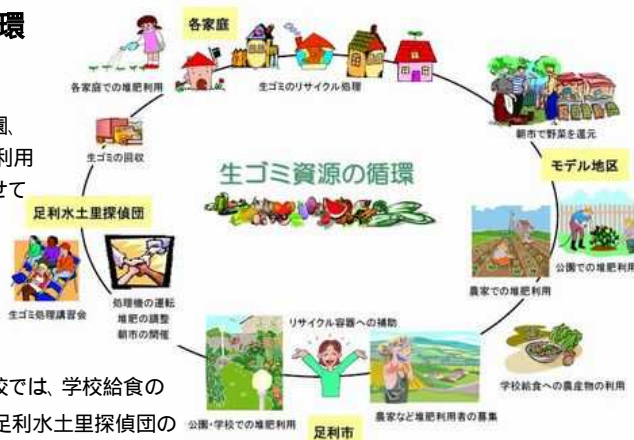 環
園、
利用
せて
各家庭
各家庭での堆肥利用
生ゴミのリサイクル処理
朝市で野菜を還元
生ゴミの回収
モデル地区
生ゴミ資源の循環
足利水土里探偵団
生ゴミ処理講習会
処理機の運転
堆肥の調整
朝市の開催
農家での堆肥利用
公園での堆肥利用
リサイクル容器への補助
学校給食への農産物の利用
公園・学校での堆肥利用
足利市
農家など堆肥利用者の募集
校では、学校給食の
足利水土里探偵団の